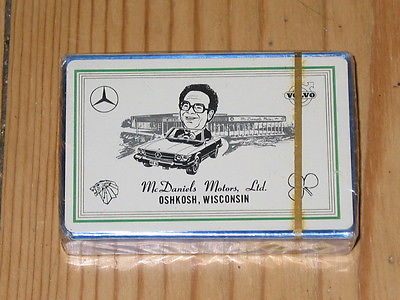 VOLVO
McDaniels Motors, Ltd.
OSHKOSH, WISCONSIN